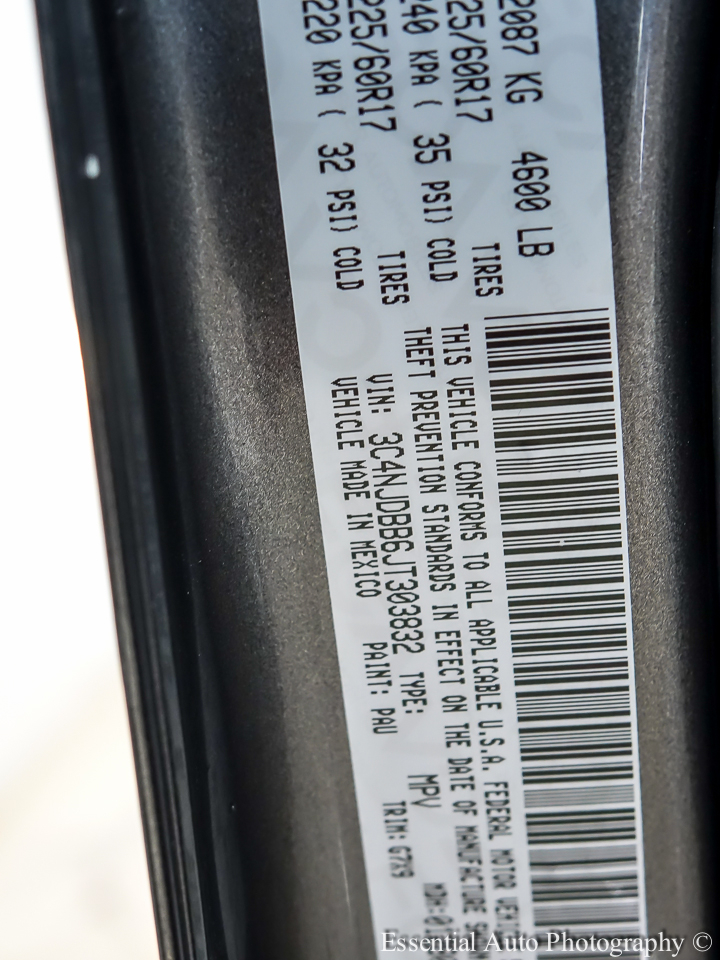 2087 KG 4600 LB
225/60R17 TIRES
240 KPA ( 35 PSI) COLD
225/60R17 TIRES
220 KPA ( 32 PSI) COLD
THIS VEHICLE CONFORMS TO ALL APPLICABLE U.S.A. FEDERAL MOTOR
THEFT PREVENTION STANDARDS IN EFFECT ON THE DATE OF MANUFACTURE
VIN: 3C4NJDBB6JT303832 TYPE: MPV MDH:
VEHICLE MADE IN MEXICO PAINT: PAU TRIM: G7X9
Essential Auto Photography ©